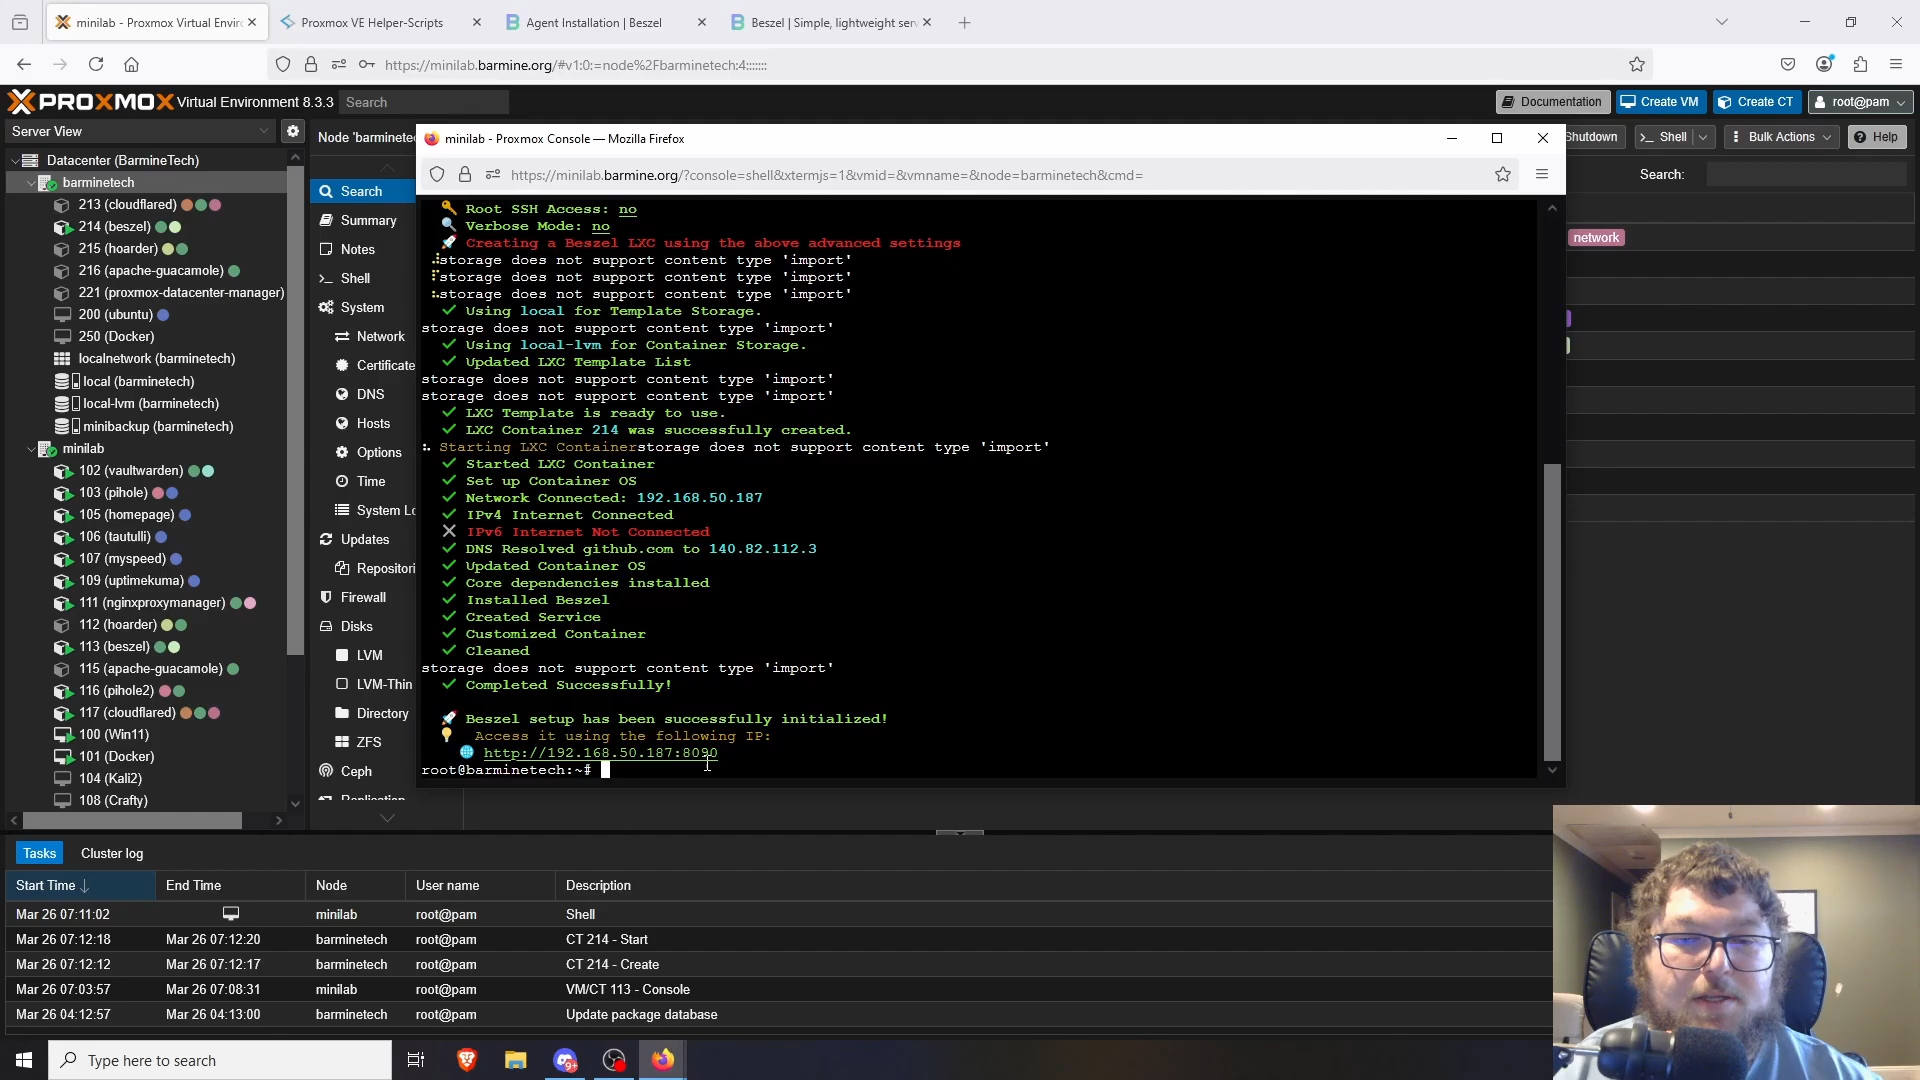 minilab - Proxmox Virtual Envir
Proxmox VE Helper-Scripts
Agent Installation | Beszel
Beszel | Simple, lightweight ser
https://minilab.barmine.org/#v1:0:=node%2Fbarminetech:4:::::::
PROXMOX Virtual Environment 8.3.3
Search
Documentation
Create VM
Create CT
root@pam
Server View
Datacenter (BarmineTech)
barminetech
213 (cloudflared)
214 (beszel)
215 (hoarder)
216 (apache-guacamole)
221 (proxmox-datacenter-manager)
200 (ubuntu)
250 (Docker)
localnetwork (barminetech)
local (barminetech)
local-lvm (barminetech)
minibackup (barminetech)
minilab
102 (vaultwarden)
103 (pihole)
105 (homepage)
106 (tautulli)
107 (myspeed)
109 (uptimekuma)
111 (nginxproxymanager)
112 (hoarder)
113 (beszel)
115 (apache-guacamole)
116 (pihole2)
117 (cloudflared)
100 (Win11)
101 (Docker)
104 (Kali2)
108 (Crafty)
Node 'barminetec
Search
Summary
Notes
Shell
System
Network
Certificate
DNS
Hosts
Options
Time
System Lo
Updates
Repositori
Firewall
Disks
LVM
LVM-Thin
Directory
ZFS
Ceph
Replication
Shutdown
Shell
Bulk Actions
Help
Search:
network
minilab - Proxmox Console — Mozilla Firefox
https://minilab.barmine.org/?console=shell&xtermjs=1&vmid=&vmname=&node=barminetech&cmd=
Root SSH Access: no
Verbose Mode: no
Creating a Beszel LXC using the above advanced settings
storage does not support content type 'import'
storage does not support content type 'import'
storage does not support content type 'import'
Using local for Template Storage.
storage does not support content type 'import'
Using local-lvm for Container Storage.
Updated LXC Template List
storage does not support content type 'import'
storage does not support content type 'import'
LXC Template is ready to use.
LXC Container 214 was successfully created.
Starting LXC Containerstorage does not support content type 'import'
Started LXC Container
Set up Container OS
Network Connected: 192.168.50.187
IPv4 Internet Connected
IPv6 Internet Not Connected
DNS Resolved github.com to 140.82.112.3
Updated Container OS
Core dependencies installed
Installed Beszel
Created Service
Customized Container
Cleaned
storage does not support content type 'import'
Completed Successfully!
Beszel setup has been successfully initialized!
Access it using the following IP:
http://192.168.50.187:8090
root@barminetech:~#
Tasks
Cluster log
Start Time
End Time
Node
User name
Description
Mar 26 07:11:02
minilab
root@pam
Shell
Mar 26 07:12:18
Mar 26 07:12:20
barminetech
root@pam
CT 214 - Start
Mar 26 07:12:12
Mar 26 07:12:17
barminetech
root@pam
CT 214 - Create
Mar 26 07:03:57
Mar 26 07:08:31
minilab
root@pam
VM/CT 113 - Console
Mar 26 04:12:57
Mar 26 04:13:00
barminetech
root@pam
Update package database
Type here to search
9+